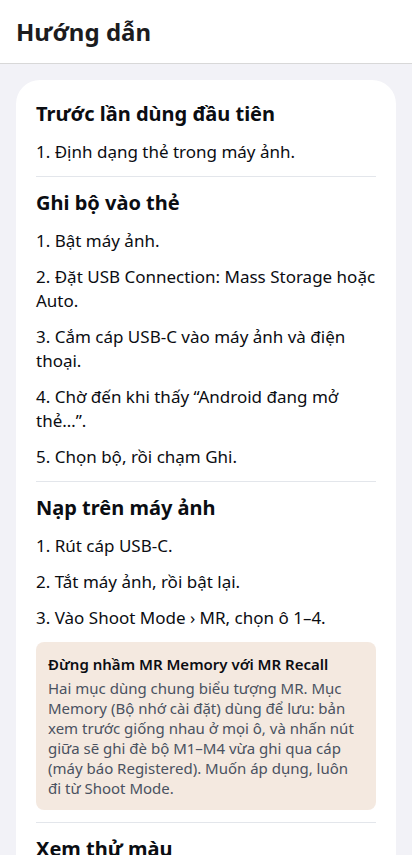 Hướng dẫn
Trước lần dùng đầu tiên
1. Định dạng thẻ trong máy ảnh.
Ghi bộ vào thẻ
1. Bật máy ảnh.
2. Đặt USB Connection: Mass Storage hoặc
Auto.
3. Cắm cáp USB-C vào máy ảnh và điện
thoại.
4. Chờ đến khi thấy “Android đang mở
thẻ…”.
5. Chọn bộ, rồi chạm Ghi.
Nạp trên máy ảnh
1. Rút cáp USB-C.
2. Tắt máy ảnh, rồi bật lại.
3. Vào Shoot Mode › MR, chọn ô 1–4.
Đừng nhầm MR Memory với MR Recall
Hai mục dùng chung biểu tượng MR. Mục
Memory (Bộ nhớ cài đặt) dùng để lưu: bản
xem trước giống nhau ở mọi ô, và nhấn nút
giữa sẽ ghi đè bộ M1–M4 vừa ghi qua cáp
(máy báo Registered). Muốn áp dụng, luôn
đi từ Shoot Mode.
Xem thử màu